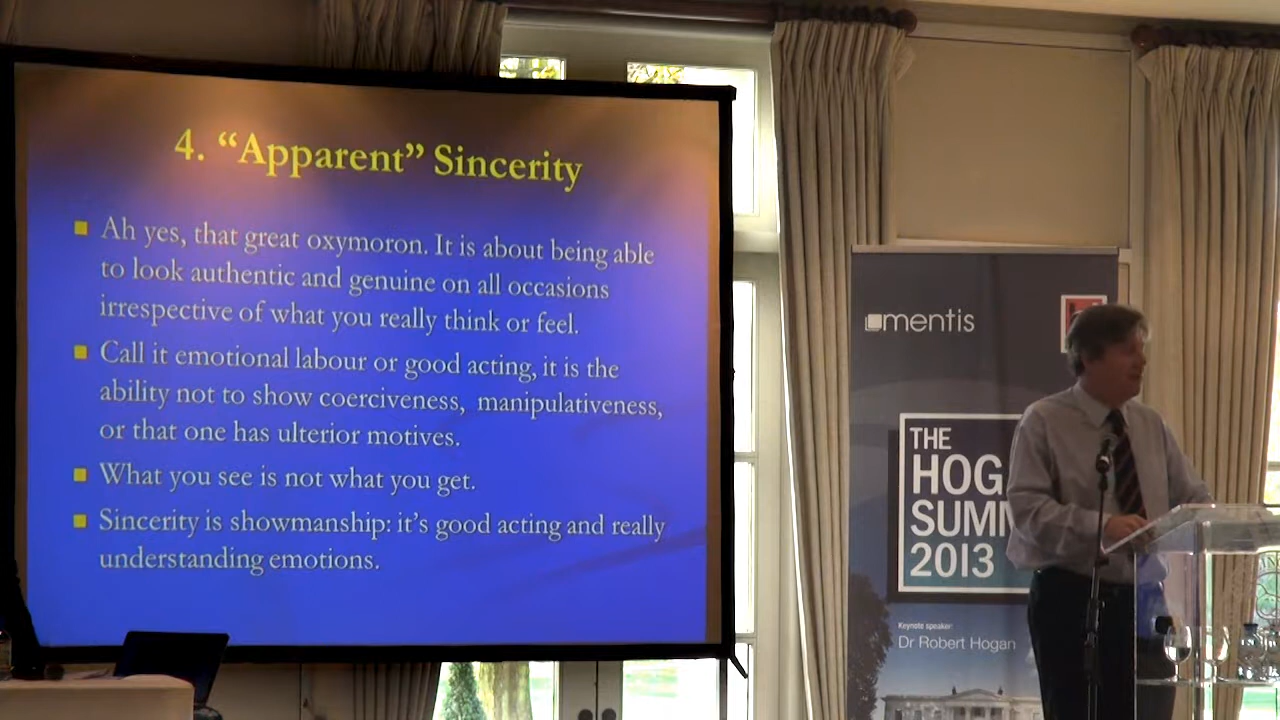 4. “Apparent” Sincerity
Ah yes, that great oxymoron. It is about being able
to look authentic and genuine on all occasions
irrespective of what you really think or feel.
Call it emotional labour or good acting, it is the
ability not to show coerciveness, manipulativeness,
or that one has ulterior motives.
What you see is not what you get.
Sincerity is showmanship: it’s good acting and really
understanding emotions.
mentis
THE
HOG
SUMM
2013
Keynote speaker:
Dr Robert Hogan